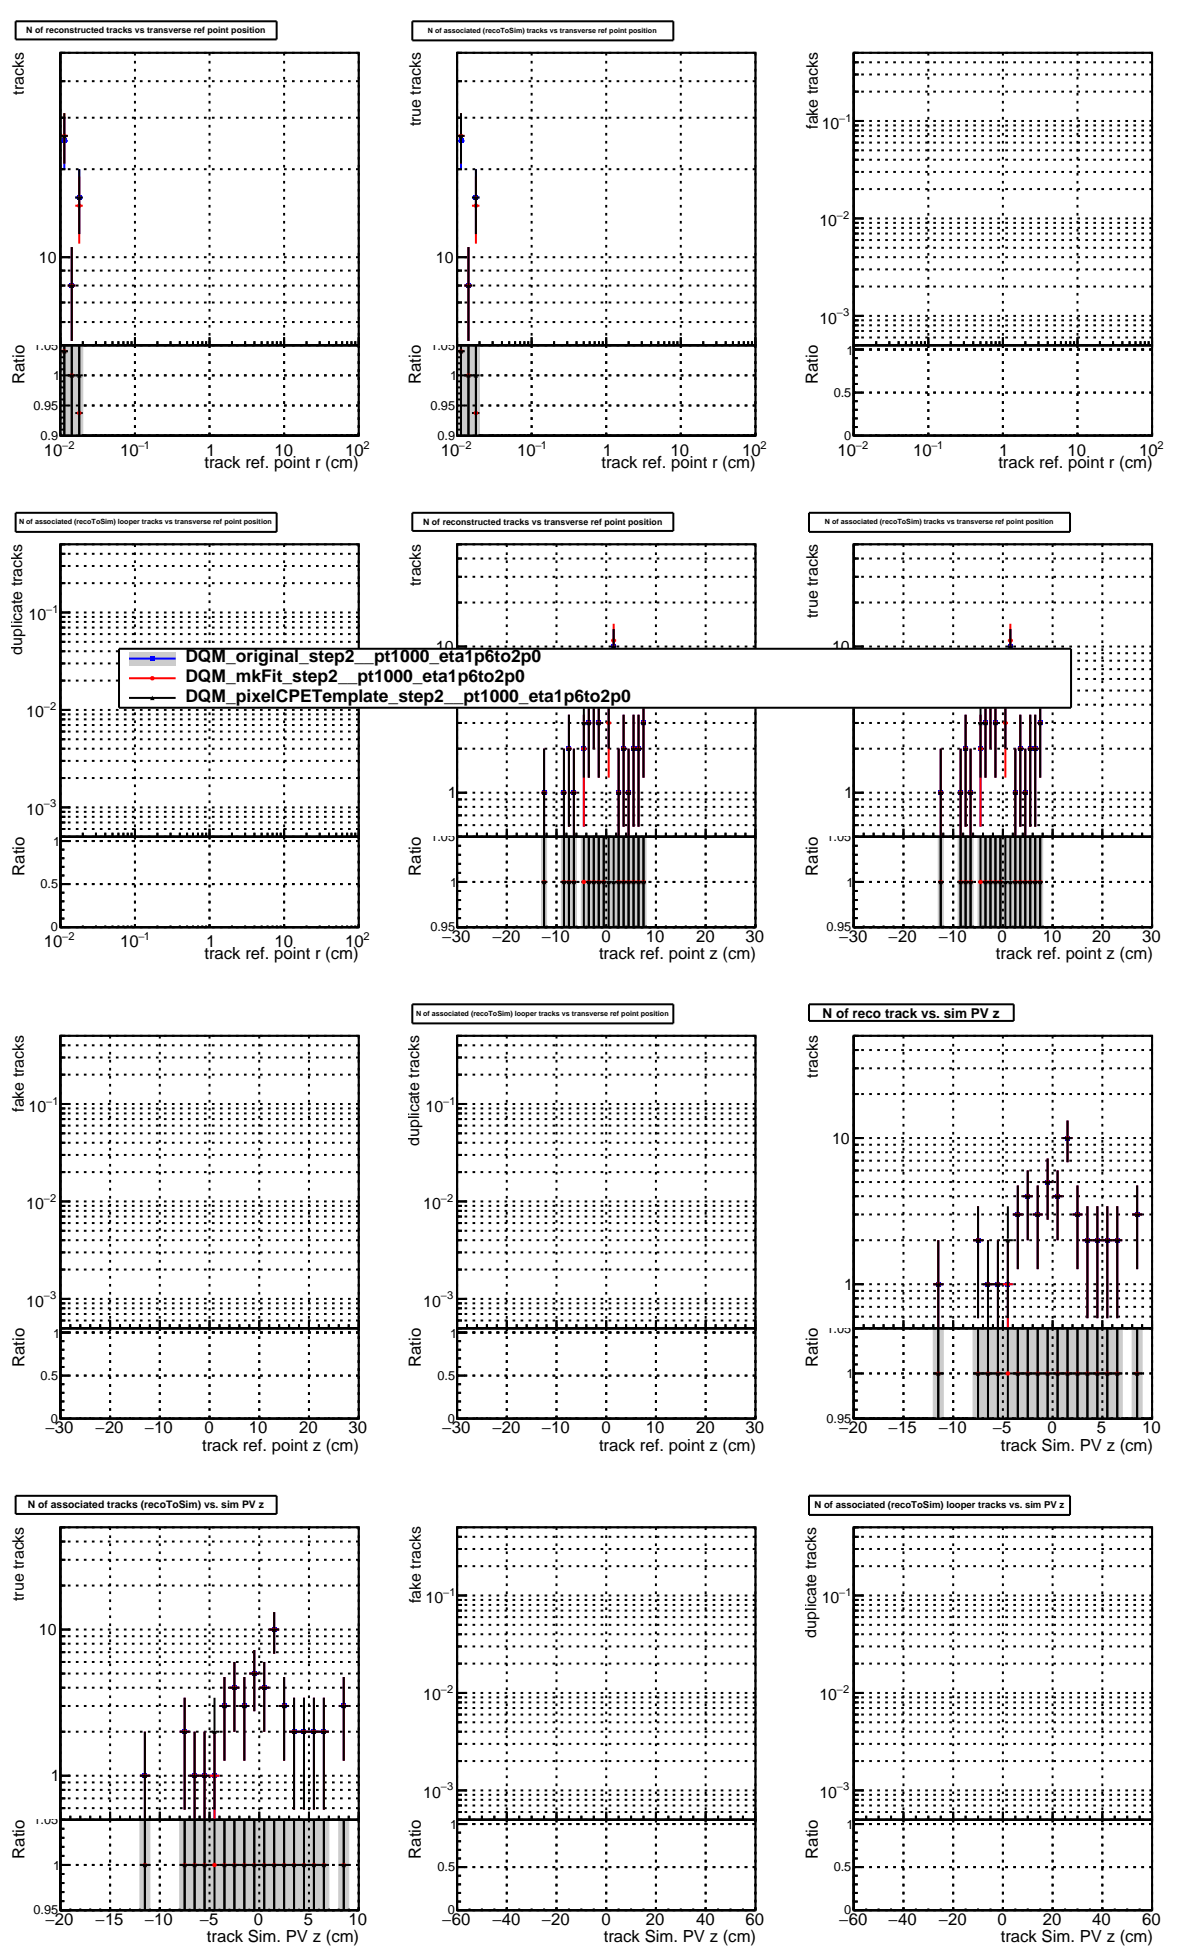 N of reconstructed tracks vs transverse ref point position
tracks
10
Ratio
1.05
1
0.95
0.9
10−2 10−1 1 10 102
track ref. point r (cm)
N of associated (recoToSim) tracks vs transverse ref point position
true tracks
10
Ratio
1.05
1
0.95
0.9
10−2 10−1 1 10 102
track ref. point r (cm)
fake tracks
10−1
10−2
10−3
Ratio
1
0.5
0
10−2 10−1 1 10 102
track ref. point r (cm)
N of associated (recoToSim) looper tracks vs transverse ref point position
duplicate tracks
10−1
10−2
10−3
Ratio
1
0.5
0
10−2 10−1 1 10 102
track ref. point r (cm)
N of reconstructed tracks vs transverse ref point position
tracks
10
1
Ratio
1.05
1
0.95
−30 −20 −10 0 10 20 30
track ref. point z (cm)
N of associated (recoToSim) tracks vs transverse ref point position
true tracks
10
1
Ratio
1.05
1
0.95
−30 −20 −10 0 10 20 30
track ref. point z (cm)
DQM_original_step2__pt1000_eta1p6to2p0
DQM_mkFit_step2__pt1000_eta1p6to2p0
DQM_pixelCPETemplate_step2__pt1000_eta1p6to2p0
fake tracks
10−1
10−2
10−3
Ratio
1
0.5
0
−30 −20 −10 0 10 20 30
track ref. point z (cm)
N of associated (recoToSim) looper tracks vs transverse ref point position
duplicate tracks
10−1
10−2
10−3
Ratio
1
0.5
0
−30 −20 −10 0 10 20 30
track ref. point z (cm)
N of reco track vs. sim PV z
tracks
10
1
Ratio
1.05
1
0.95
−20 −15 −10 −5 0 5 10
track Sim. PV z (cm)
N of associated tracks (recoToSim) vs. sim PV z
true tracks
10
1
Ratio
1.05
1
0.95
−20 −15 −10 −5 0 5 10
track Sim. PV z (cm)
fake tracks
10−1
10−2
10−3
Ratio
1
0.5
0
−60 −40 −20 0 20 40 60
track Sim. PV z (cm)
N of associated (recoToSim) looper tracks vs. sim PV z
duplicate tracks
10−1
10−2
10−3
Ratio
1
0.5
0
−60 −40 −20 0 20 40 60
track Sim. PV z (cm)